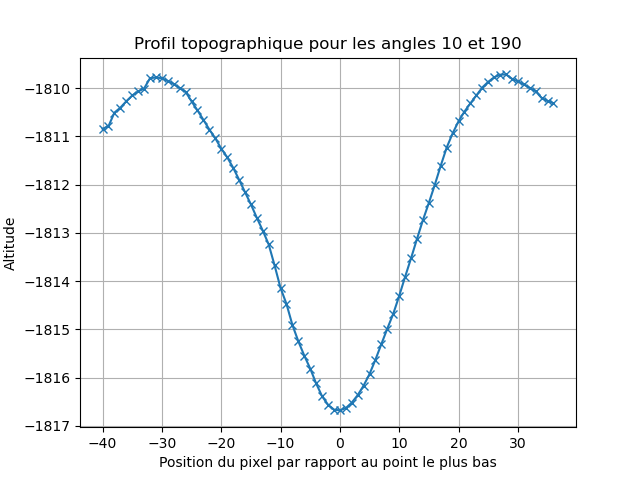 Profil topographique pour les angles 10 et 190
Altitude
−1810
−1811
−1812
−1813
−1814
−1815
−1816
−1817
−40 −30 −20 −10 0 10 20 30
Position du pixel par rapport au point le plus bas